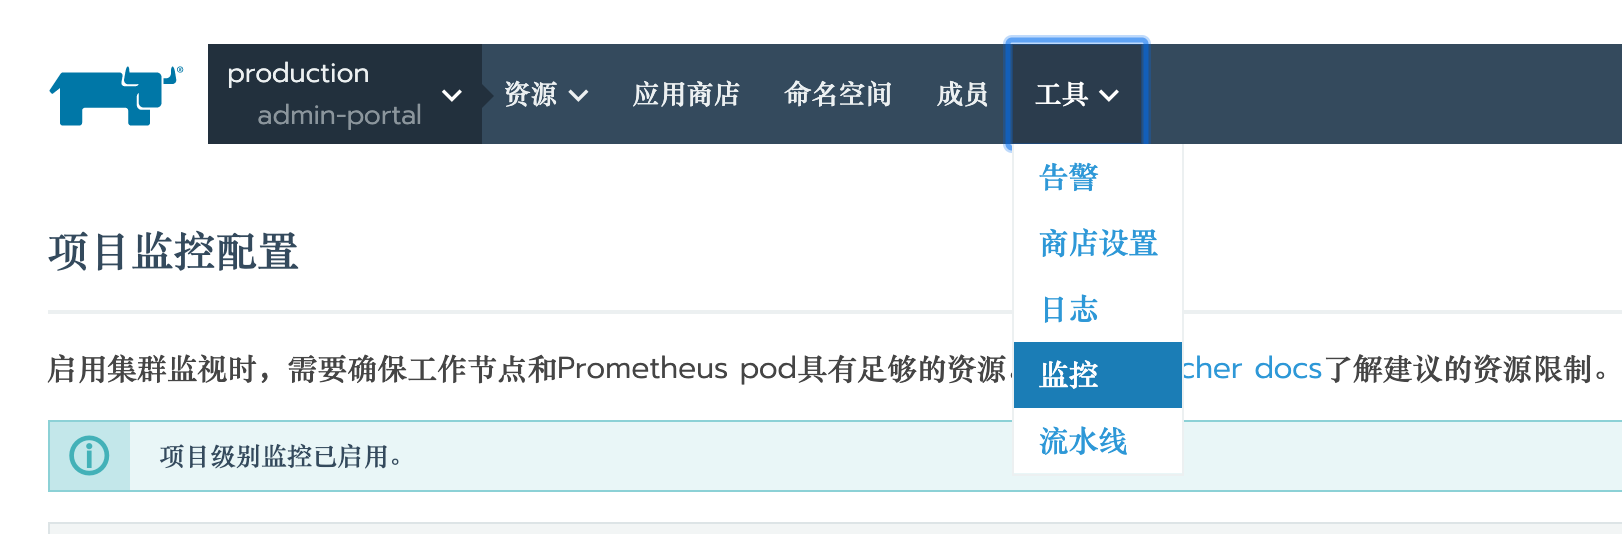 production
admin-portal
资源
应用商店
命名空间
成员
工具
告警
商店设置
日志
监控
流水线
项目监控配置
启用集群监视时，需要确保工作节点和Prometheus pod具有足够的资源。
docs了解建议的资源限制。
项目级别监控已启用。